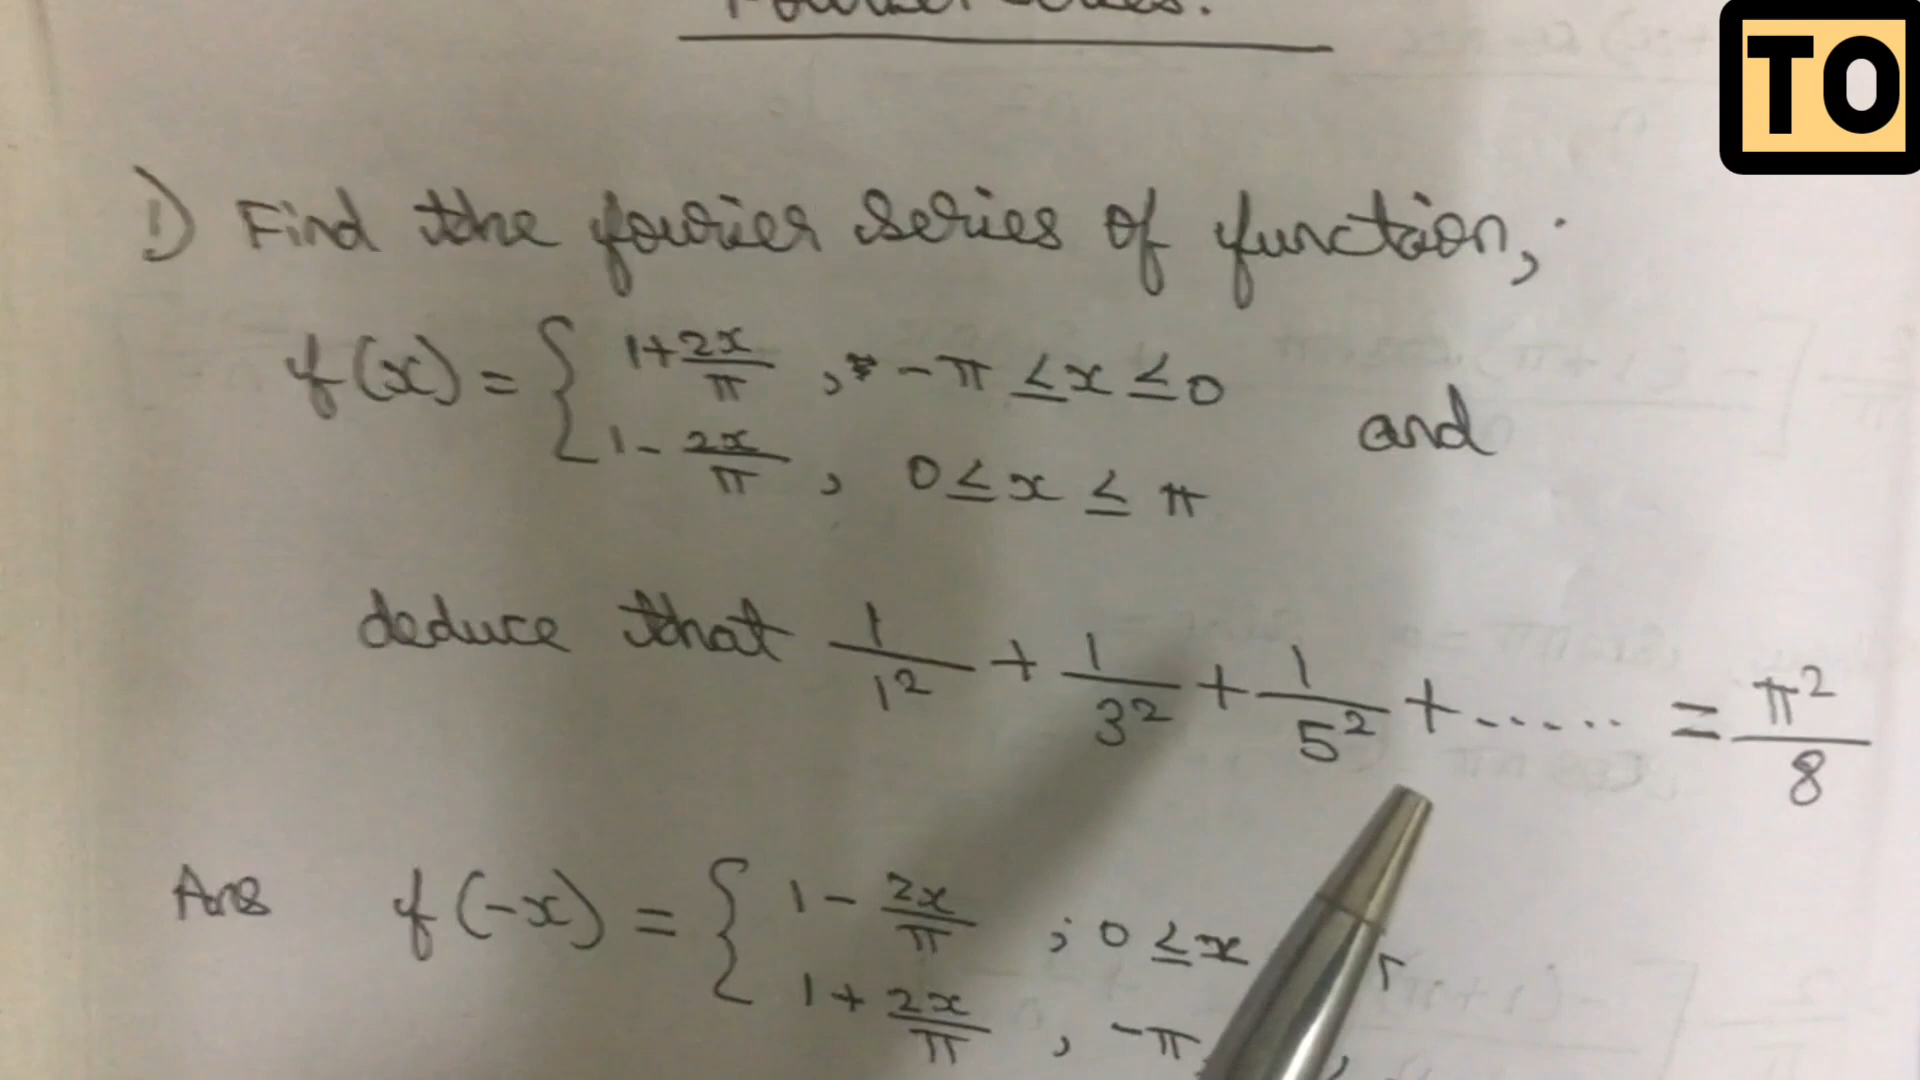 TO
1) Find the fourier series of function,
f(x) = { 1+2x/π , -π ≤ x ≤ 0
1 - 2x/π , 0 ≤ x ≤ π and
deduce that 1/1² + 1/3² + 1/5² + ...... = π²/8
Ans f(-x) = { 1 - 2x/π ; 0 ≤ x
1 + 2x/π , -π